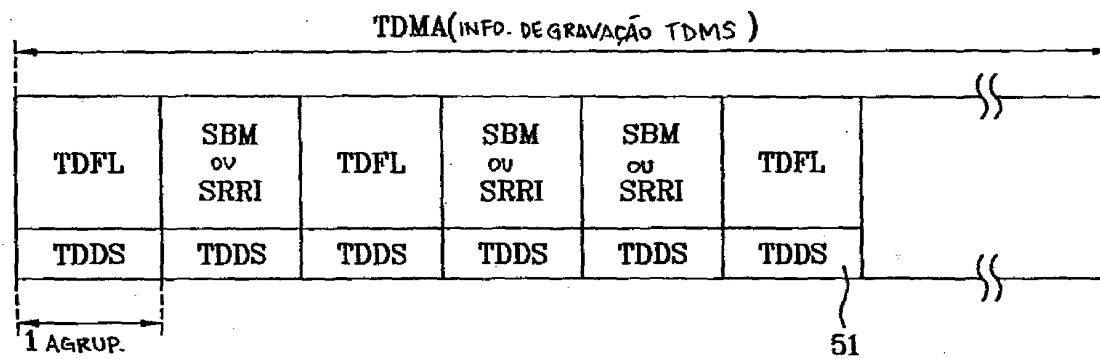 TDMA(INFO. DE GRAVAÇÃO TDMS)
TDFL SBM OU SRRI TDFL SBM OU SRRI SBM OU SRRI TDFL
TDDS TDDS TDDS TDDS TDDS TDDS
1 AGRUP.
51